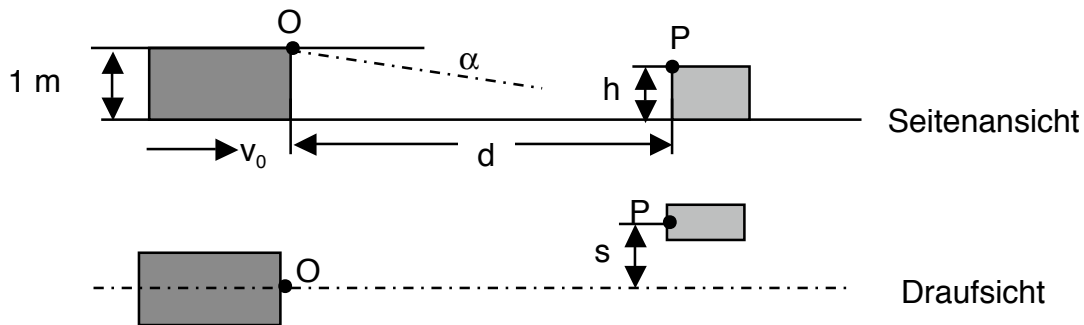 O
P
1 m
α
h
Seitenansicht
v₀
d
P
s
O
Draufsicht